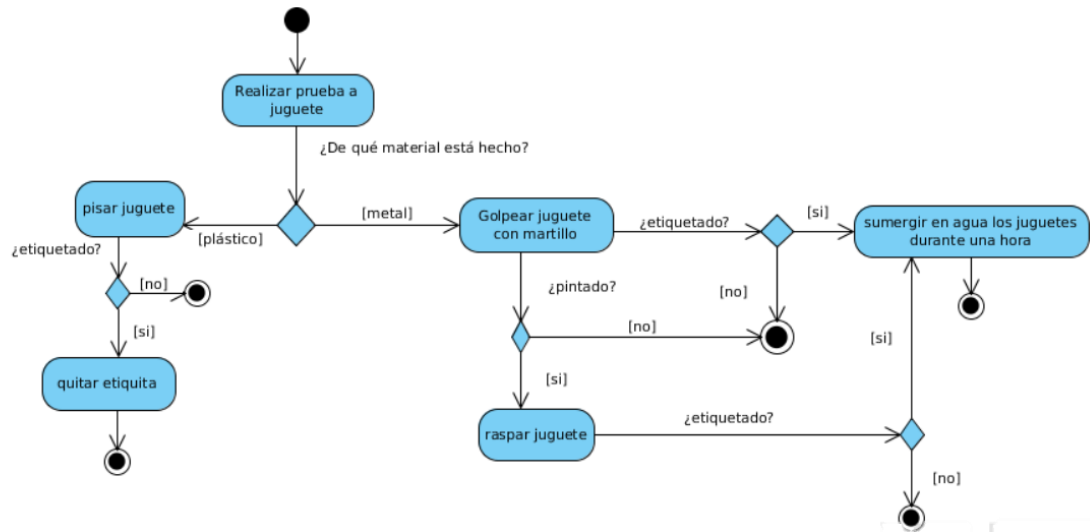 Realizar prueba a
juguete
¿De qué material está hecho?
pisar juguete
[plástico]
[metal]
Golpear juguete
con martillo
¿etiquetado?
[si]
sumergir en agua los juguetes
durante una hora
¿etiquetado?
[no]
[si]
quitar etiquita
¿pintado?
[no]
[no]
[si]
raspar juguete
¿etiquetado?
[si]
[no]